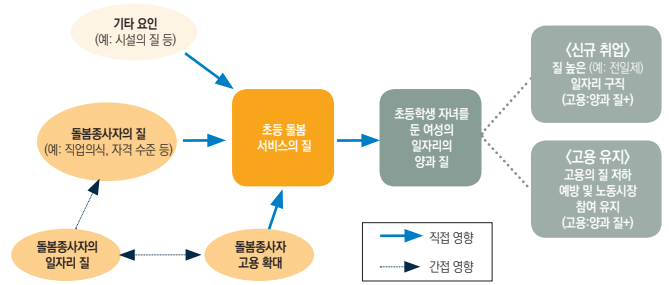 기타 요인
(예: 시설의 질 등)
돌봄종사자의 질
(예: 직업의식, 자격 수준 등)
돌봄종사자의
일자리 질
돌봄종사자
고용 확대
초등 돌봄
서비스의 질
초등학생 자녀를
둔 여성의
일자리의
양과 질
〈신규 취업〉
질 높은 (예: 전일제)
일자리 구직
(고용:양과 질+)
〈고용 유지〉
고용의 질 저하
예방 및 노동시장
참여 유지
(고용:양과 질+)
직접 영향
간접 영향